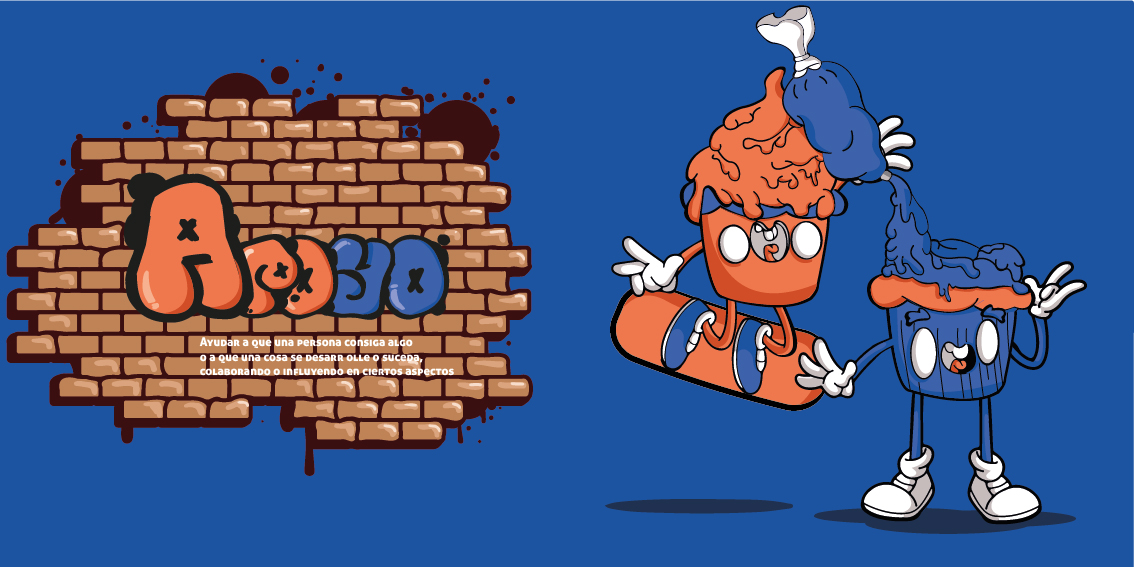 Apoyo
Ayudar a que una persona consiga algo
o a que una cosa se desarr olle o suceda,
colaborando o influyendo en ciertos aspectos